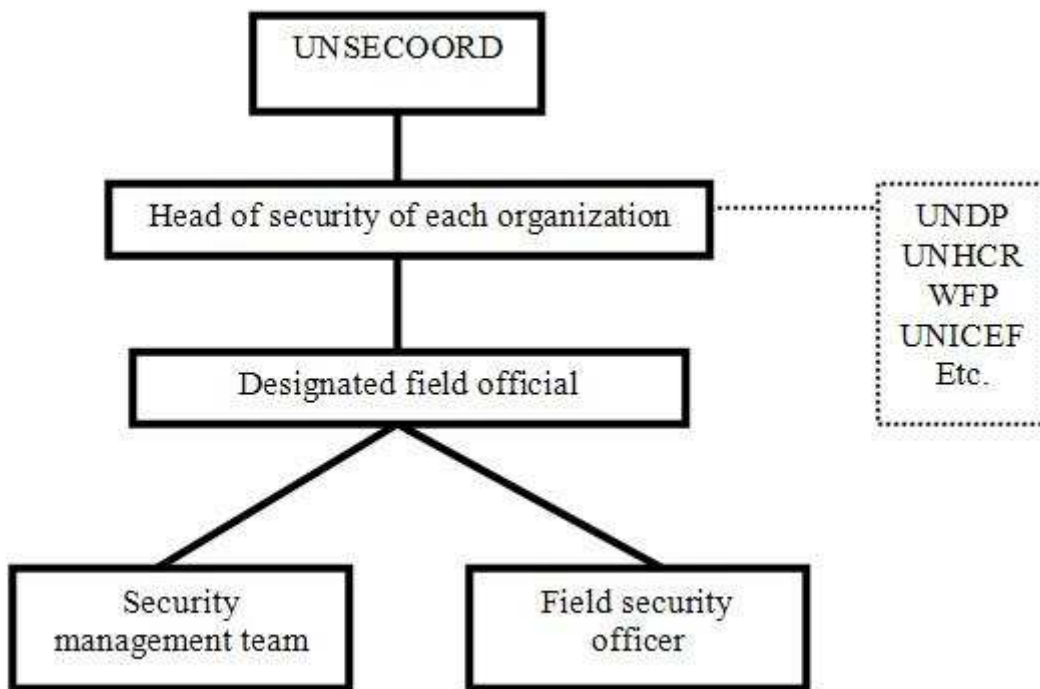 UNSECOORD
Head of security of each organization
UNDP
UNHCR
WFP
UNICEF
Etc.
Designated field official
Security
management team
Field security
officer